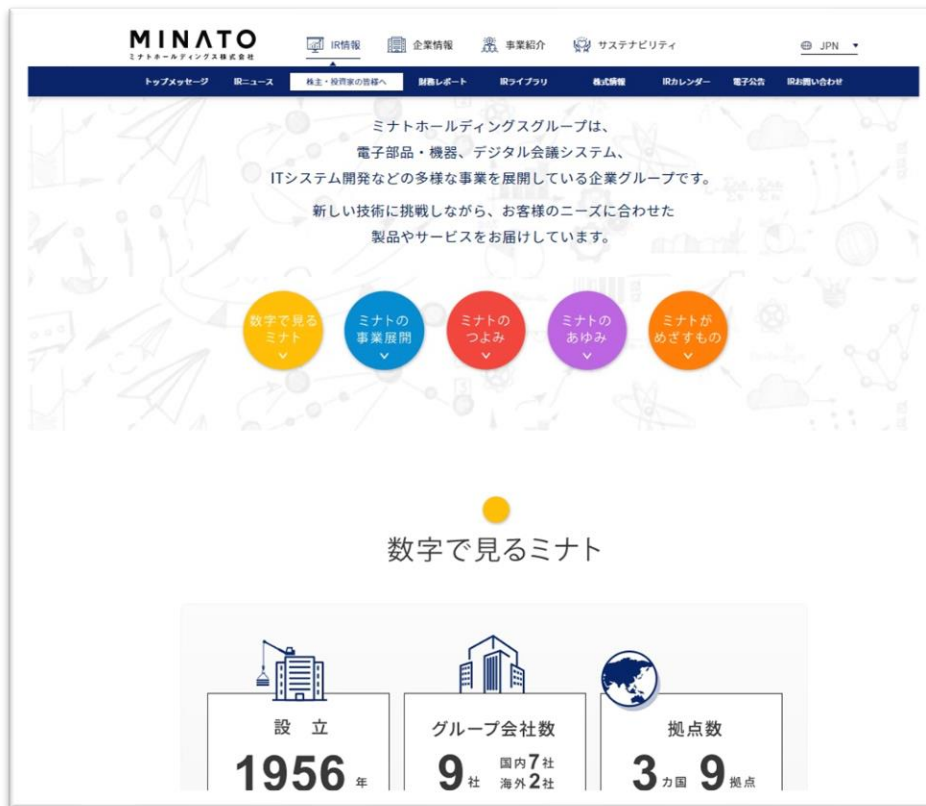 MINATO
ミナトホールディングス株式会社
IR情報 企業情報 事業紹介 サステナビリティ JPN
トップメッセージ IRニュース 株主・投資家の皆様へ 財務レポート IRライブラリ 株式情報 IRカレンダー 電子公告 IRお問い合わせ
ミナトホールディングスグループは、
電子部品・機器、デジタル会議システム、
ITシステム開発などの多様な事業を展開している企業グループです。
新しい技術に挑戦しながら、お客様のニーズに合わせた
製品やサービスをお届けしています。
数字で見る
ミナト
ミナトの
事業展開
ミナトの
つよみ
ミナトの
あゆみ
ミナトが
めざすもの
数字で見るミナト
設立
1956年
グループ会社数
9社 国内7社
海外2社
拠点数
3カ国9拠点